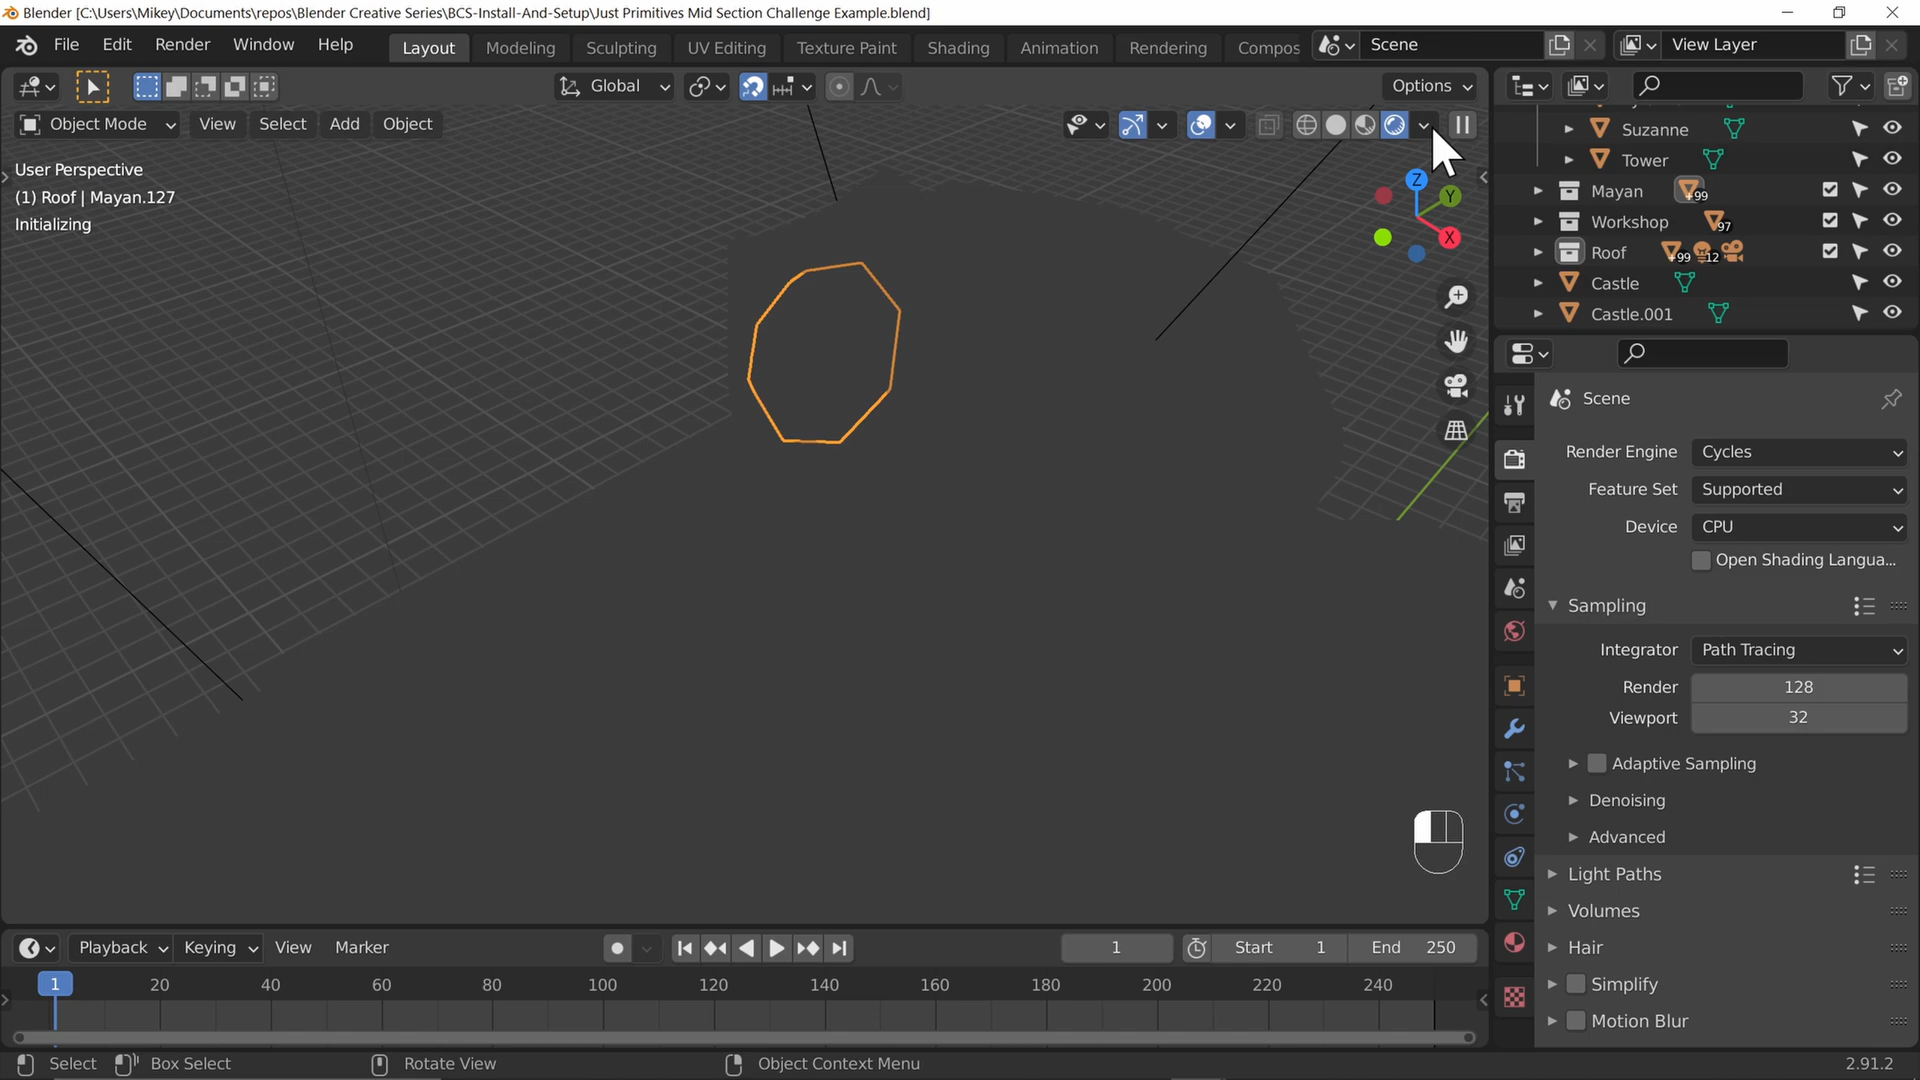 Blender [C:\Users\Mikey\Documents\repos\Blender Creative Series\BCS-Install-And-Setup\Just Primitives Mid Section Challenge Example.blend]
File Edit Render Window Help Layout Modeling Sculpting UV Editing Texture Paint Shading Animation Rendering Compos Scene View Layer
Global Options
Object Mode View Select Add Object
User Perspective
(1) Roof | Mayan.127
Initializing
Z
Y
X
Suzanne
Tower
Mayan +99
Workshop 97
Roof +99 12
Castle
Castle.001
Scene
Render Engine Cycles
Feature Set Supported
Device CPU
Open Shading Langua...
Sampling
Integrator Path Tracing
Render 128
Viewport 32
Adaptive Sampling
Denoising
Advanced
Light Paths
Volumes
Hair
Simplify
Motion Blur
Playback Keying View Marker 1 Start 1 End 250
1 20 40 60 80 100 120 140 160 180 200 220 240
Select Box Select Rotate View Object Context Menu 2.91.2